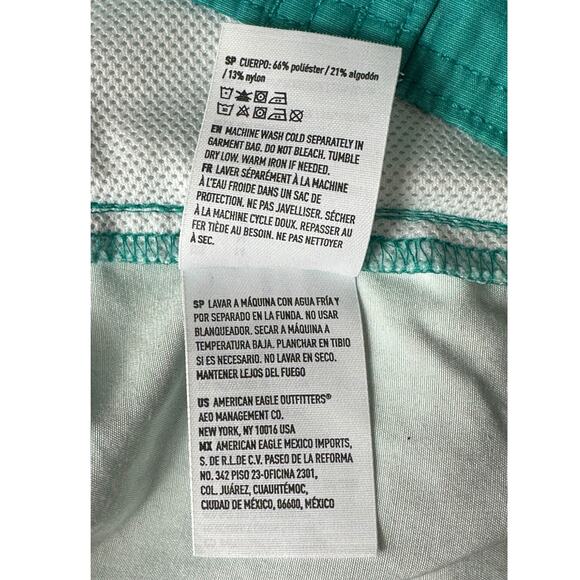 SP CUERPO: 66% poliéster / 21% algodón
/ 13% nylon
EN MACHINE WASH COLD SEPARATELY IN
GARMENT BAG. DO NOT BLEACH. TUMBLE
DRY LOW. WARM IRON IF NEEDED.
FR LAVER SÉPARÉMENT À LA MACHINE
À L'EAU FROIDE DANS UN SAC DE
PROTECTION. NE PAS JAVELLISER. SÉCHER
À LA MACHINE CYCLE DOUX. REPASSER AU
FER TIÈDE AU BESOIN. NE PAS NETTOYER
À SEC.
SP LAVAR A MÁQUINA CON AGUA FRÍA Y
POR SEPARADO EN LA FUNDA. NO USAR
BLANQUEADOR. SECAR A MÁQUINA A
TEMPERATURA BAJA. PLANCHAR EN TIBIO
SI ES NECESARIO. NO LAVAR EN SECO.
MANTENER LEJOS DEL FUEGO
US AMERICAN EAGLE OUTFITTERS®
AEO MANAGEMENT CO.
NEW YORK, NY 10016 USA
MX AMERICAN EAGLE MEXICO IMPORTS,
S. DE R.L.DE C.V. PASEO DE LA REFORMA
NO. 342 PISO 23-OFICINA 2301,
COL. JUÁREZ, CUAUHTÉMOC,
CIUDAD DE MÉXICO, 06600, MÉXICO